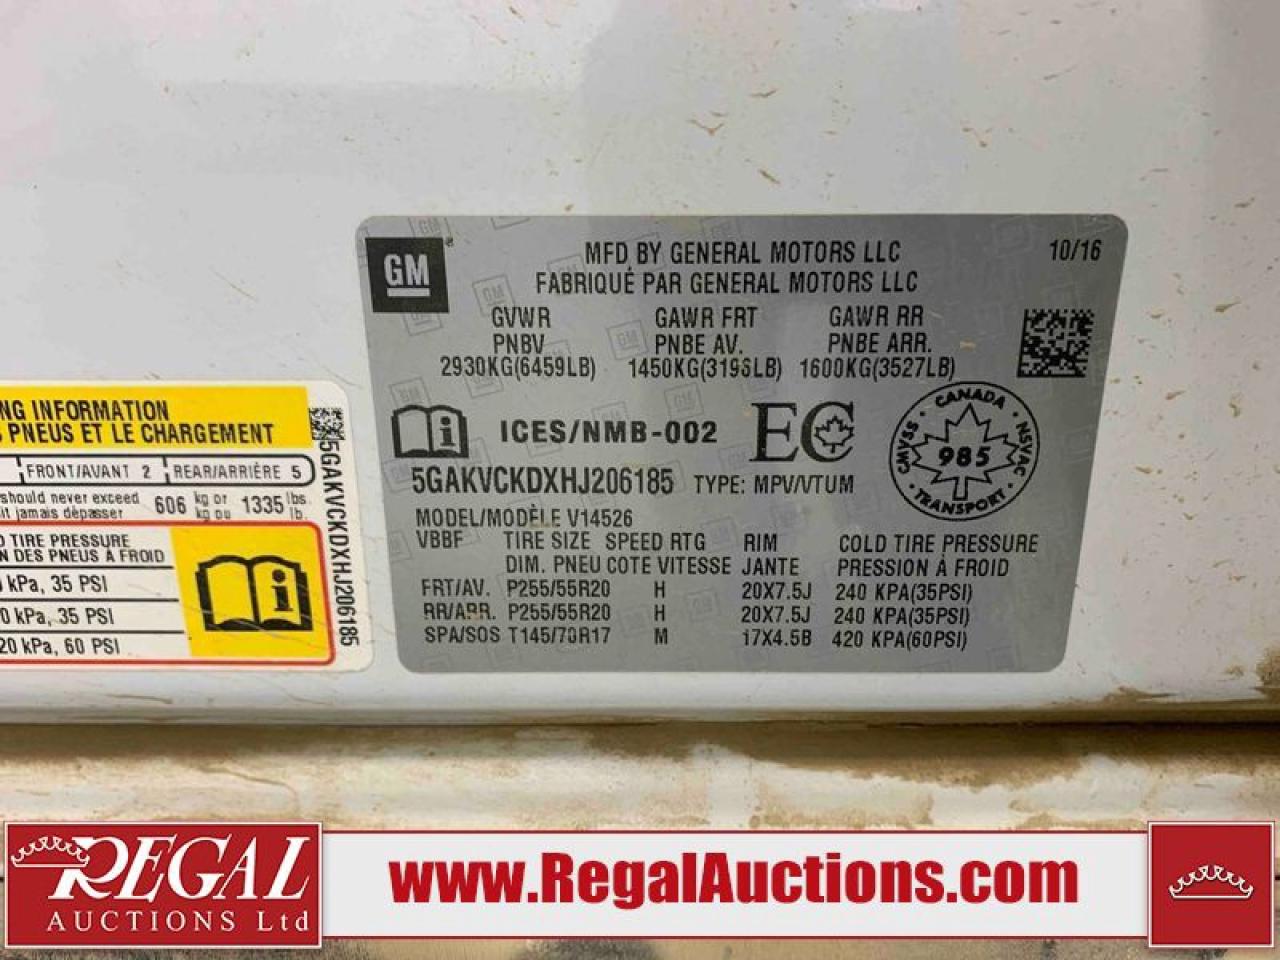 GM
MFD BY GENERAL MOTORS LLC
10/16
FABRIQUÉ PAR GENERAL MOTORS LLC
GVWR GAWR FRT GAWR RR
PNBV PNBE AV. PNBE ARR.
2930KG(6459LB) 1450KG(3196LB) 1600KG(3527LB)
ICES/NMB-002 EC
CANADA
CMVSS 985 NSVAC
TRANSPORT
5GAKVCKDXHJ206185 TYPE: MPV/VTUM
MODEL/MODÈLE V14526
VBBF TIRE SIZE SPEED RTG RIM COLD TIRE PRESSURE
DIM. PNEU COTE VITESSE JANTE PRESSION À FROID
FRT/AV. P255/55R20 H 20X7.5J 240 KPA(35PSI)
RR/ARR. P255/55R20 H 20X7.5J 240 KPA(35PSI)
SPA/SOS T145/70R17 M 17X4.5B 420 KPA(60PSI)
NG INFORMATION
PNEUS ET LE CHARGEMENT
FRONT/AVANT 2 REAR/ARRIÈRE 5
should never exceed 606 kg or 1335 lbs.
it jamais dépasser kg ou lb.
TIRE PRESSURE
N DES PNEUS À FROID
kPa, 35 PSI
0 kPa, 35 PSI
20 kPa, 60 PSI
5GAKVCKDXHJ206185
REGAL
AUCTIONS Ltd
www.RegalAuctions.com